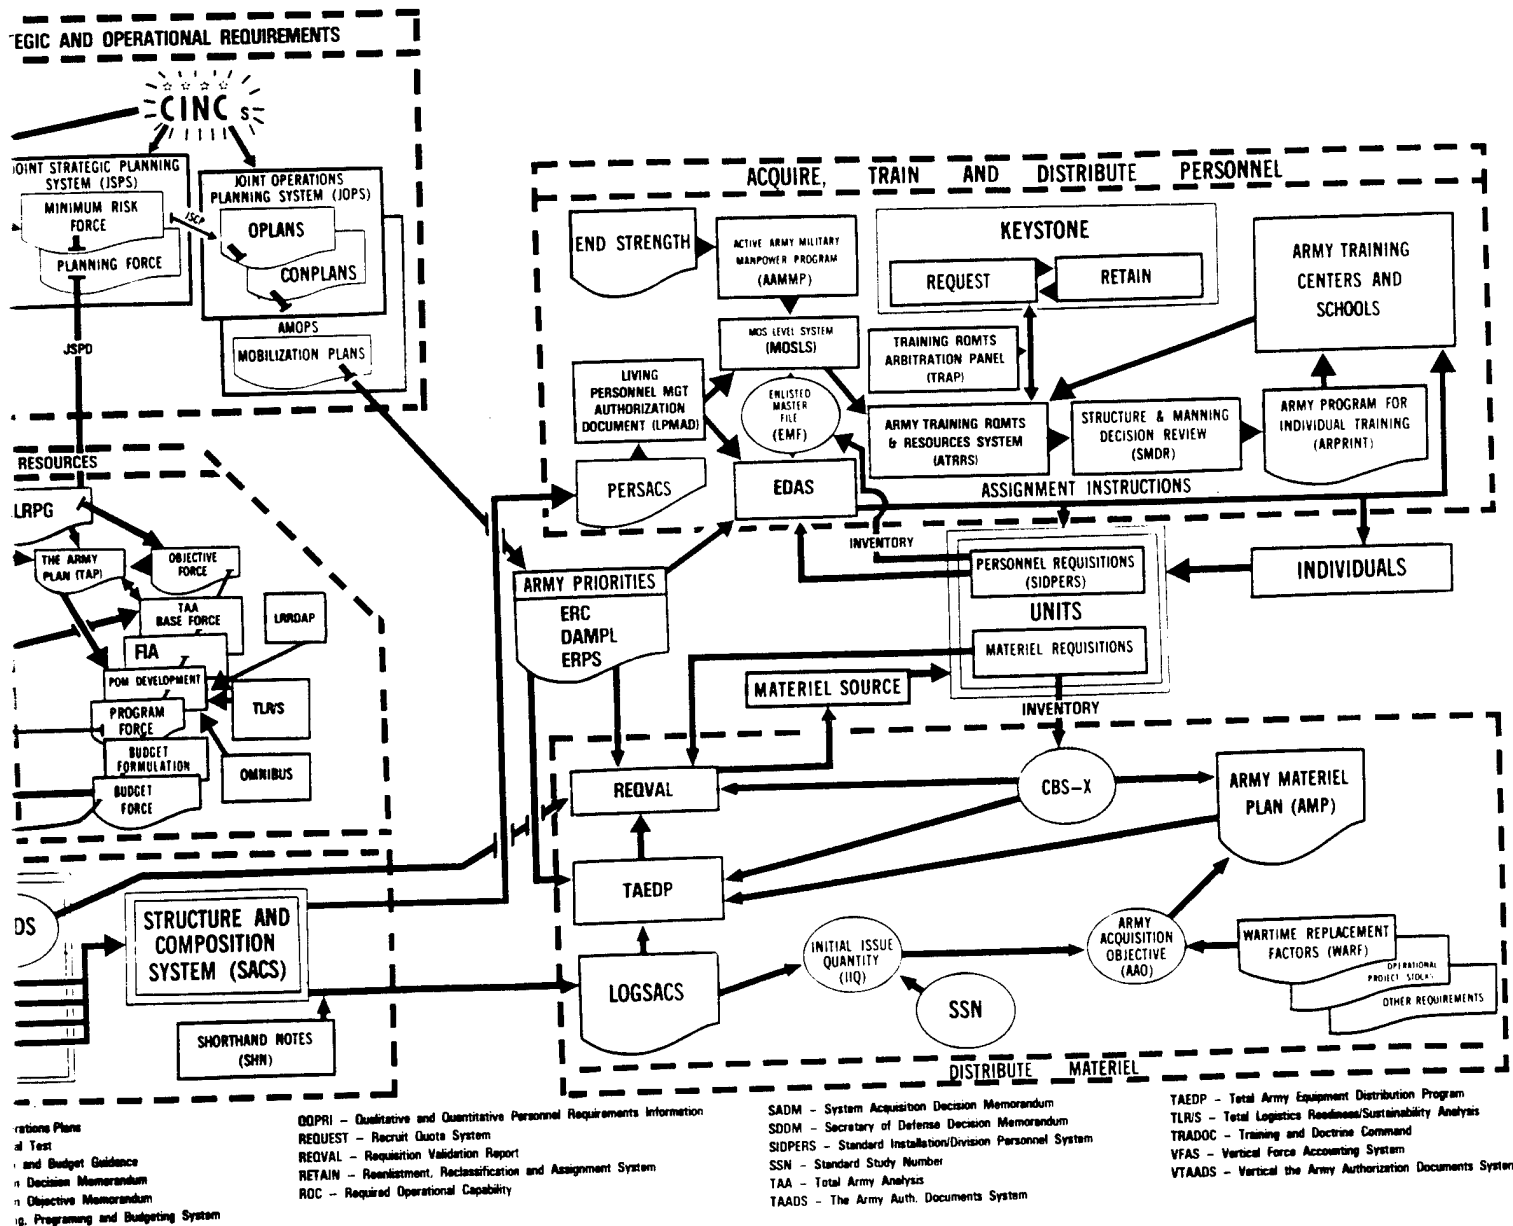 TEGIC AND OPERATIONAL REQUIREMENTS
CINC s
JOINT STRATEGIC PLANNING
SYSTEM (JSPS)
MINIMUM RISK
FORCE
PLANNING FORCE
JSCP
JOINT OPERATIONS
PLANNING SYSTEM (JOPS)
OPLANS
CONPLANS
AMOPS
MOBILIZATION PLANS
JSPD
RESOURCES
LRPG
THE ARMY
PLAN (TAP)
OBJECTIVE
FORCE
TAA
BASE FORCE
LRRDAP
FIA
POM DEVELOPMENT
PROGRAM
FORCE
TLR/S
BUDGET
FORMULATION
OMNIBUS
BUDGET
FORCE
DS
STRUCTURE AND
COMPOSITION
SYSTEM (SACS)
SHORTHAND NOTES
(SHN)
ACQUIRE, TRAIN AND DISTRIBUTE PERSONNEL
END STRENGTH
ACTIVE ARMY MILITARY
MANPOWER PROGRAM
(AAMMP)
KEYSTONE
REQUEST
RETAIN
ARMY TRAINING
CENTERS AND
SCHOOLS
MOS LEVEL SYSTEM
(MOSLS)
TRAINING RQMTS
ARBITRATION PANEL
(TRAP)
LIVING
PERSONNEL MGT
AUTHORIZATION
DOCUMENT (LPMAD)
ENLISTED
MASTER
FILE
(EMF)
ARMY TRAINING RQMTS
& RESOURCES SYSTEM
(ATRRS)
STRUCTURE & MANNING
DECISION REVIEW
(SMDR)
ARMY PROGRAM FOR
INDIVIDUAL TRAINING
(ARPRINT)
PERSACS
EDAS
ASSIGNMENT INSTRUCTIONS
INVENTORY
PERSONNEL REQUISITIONS
(SIDPERS)
UNITS
MATERIEL REQUISITIONS
INDIVIDUALS
ARMY PRIORITIES
ERC
DAMPL
ERPS
MATERIEL SOURCE
INVENTORY
REQVAL
CBS-X
ARMY MATERIEL
PLAN (AMP)
TAEDP
LOGSACS
INITIAL ISSUE
QUANTITY
(IIQ)
SSN
ARMY
ACQUISITION
OBJECTIVE
(AAO)
WARTIME REPLACEMENT
FACTORS (WARF)
OPERATIONAL
PROJECT STOCKS
OTHER REQUIREMENTS
DISTRIBUTE MATERIEL
rations Plans
al Test
and Budget Guidance
n Decision Memorandum
n Objective Memorandum
ng, Programing and Budgeting System
QQPRI - Qualitative and Quantitative Personnel Requirements Information
REQUEST - Recruit Quota System
REQVAL - Requisition Validation Report
RETAIN - Reenlistment, Reclassification and Assignment System
ROC - Required Operational Capability
SADM - System Acquisition Decision Memorandum
SDDM - Secretary of Defense Decision Memorandum
SIDPERS - Standard Installation/Division Personnel System
SSN - Standard Study Number
TAA - Total Army Analysis
TAADS - The Army Auth. Documents System
TAEDP - Total Army Equipment Distribution Program
TLR/S - Total Logistics Readiness/Sustainability Analysis
TRADOC - Training and Doctrine Command
VFAS - Vertical Force Accounting System
VTAADS - Vertical the Army Authorization Documents System